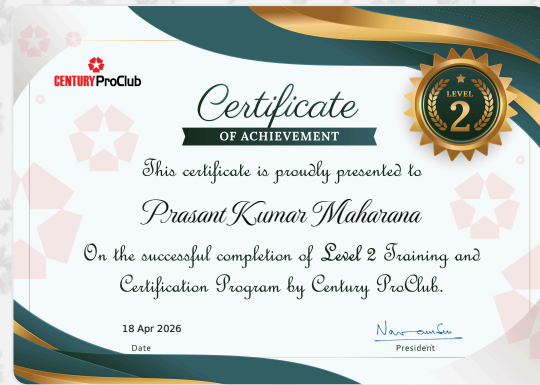 CENTURY ProClub
Certificate
OF ACHIEVEMENT
LEVEL
2
This certificate is proudly presented to
Prasant Kumar Maharana
On the successful completion of Level 2 Training and
Certification Program by Century ProClub.
18 Apr 2026
Date
President